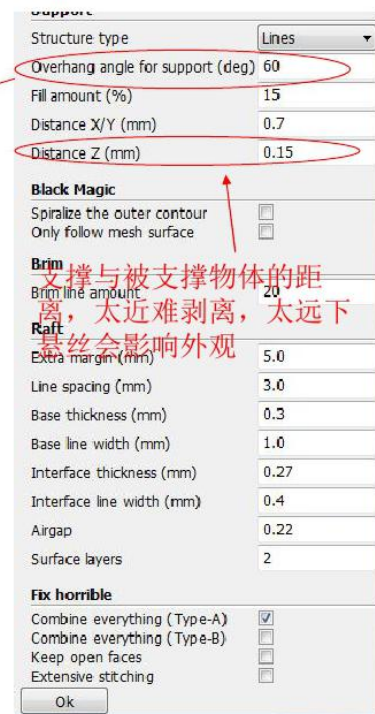 Support
Structure type Lines
Overhang angle for support (deg) 60
Fill amount (%) 15
Distance X/Y (mm) 0.7
Distance Z (mm) 0.15
Black Magic
Spiralize the outer contour
Only follow mesh surface
Brim
Brim line amount 20
支撑与被支撑物体的距
离，太近难剥离，太远下
悬丝会影响外观
Raft
Extra margin (mm) 5.0
Line spacing (mm) 3.0
Base thickness (mm) 0.3
Base line width (mm) 1.0
Interface thickness (mm) 0.27
Interface line width (mm) 0.4
Airgap 0.22
Surface layers 2
Fix horrible
Combine everything (Type-A)
Combine everything (Type-B)
Keep open faces
Extensive stitching
Ok